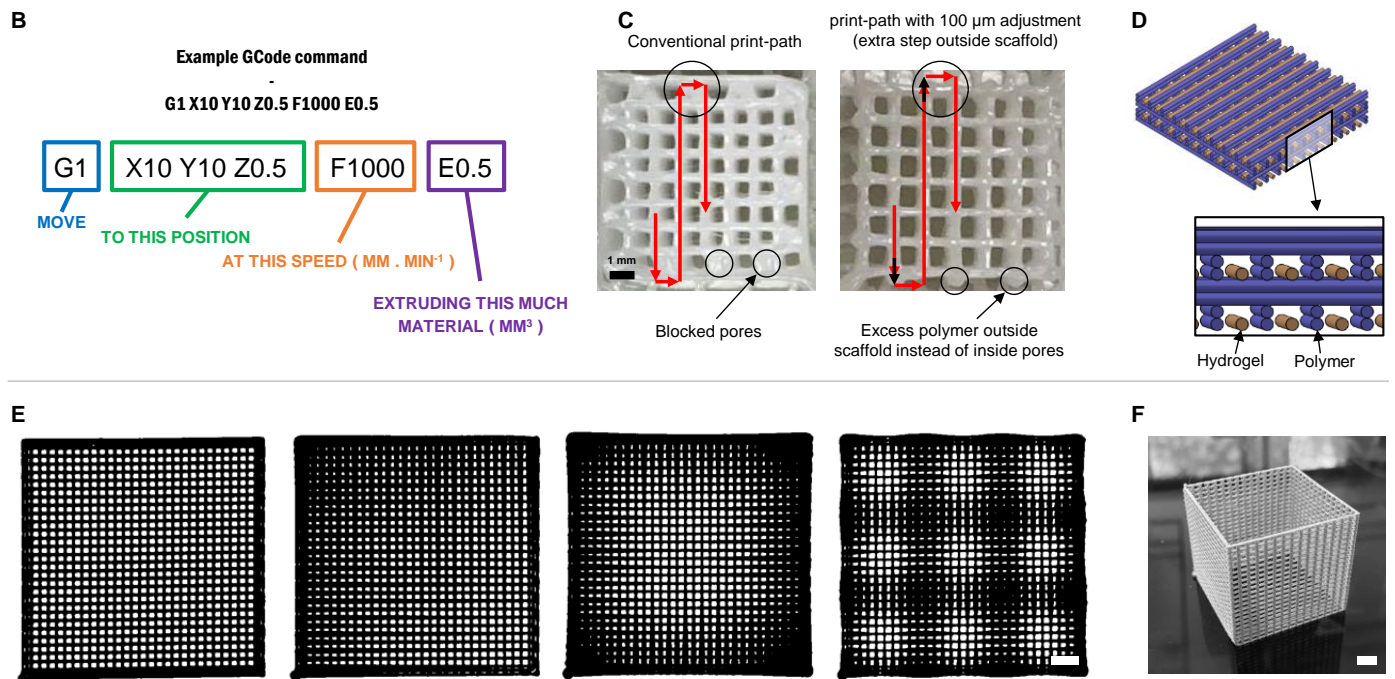 B
Example GCode command
-
G1 X10 Y10 Z0.5 F1000 E0.5
G1
X10 Y10 Z0.5
F1000
E0.5
MOVE
TO THIS POSITION
AT THIS SPEED ( MM . MIN⁻¹ )
EXTRUDING THIS MUCH
MATERIAL ( MM³ )
C
Conventional print-path
1 mm
Blocked pores
print-path with 100 µm adjustment
(extra step outside scaffold)
Excess polymer outside
scaffold instead of inside pores
D
Hydrogel
Polymer
E
F